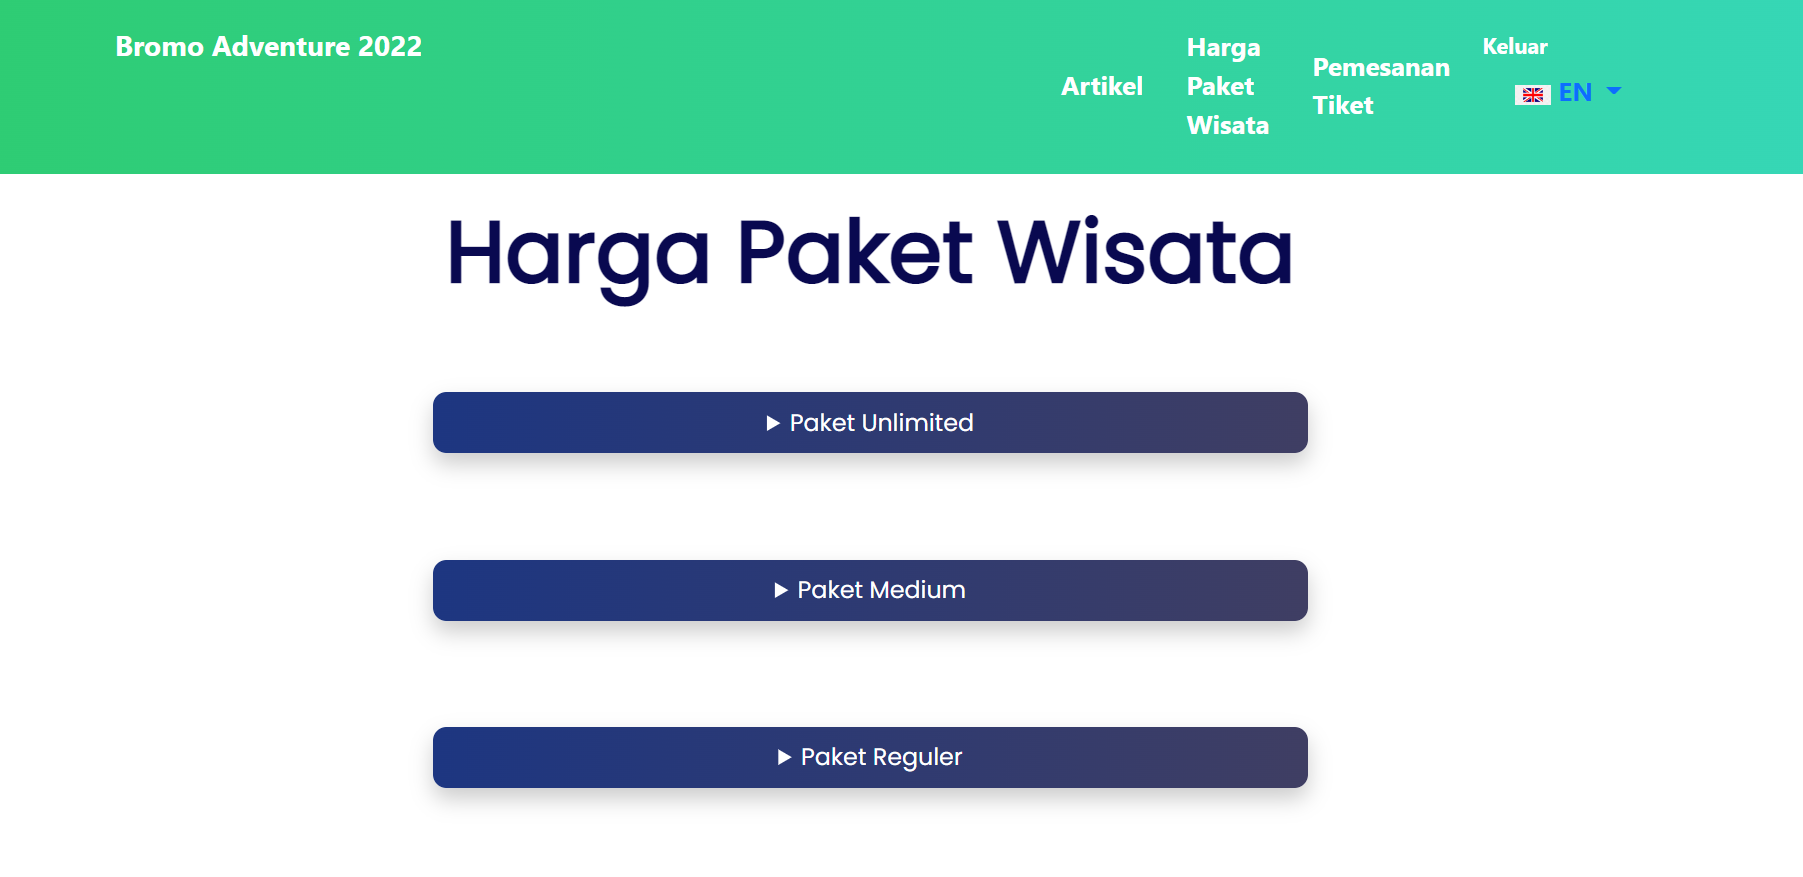 Bromo Adventure 2022
Artikel
Harga
Paket
Wisata
Pemesanan
Tiket
Keluar
EN
Harga Paket Wisata
Paket Unlimited
Paket Medium
Paket Reguler